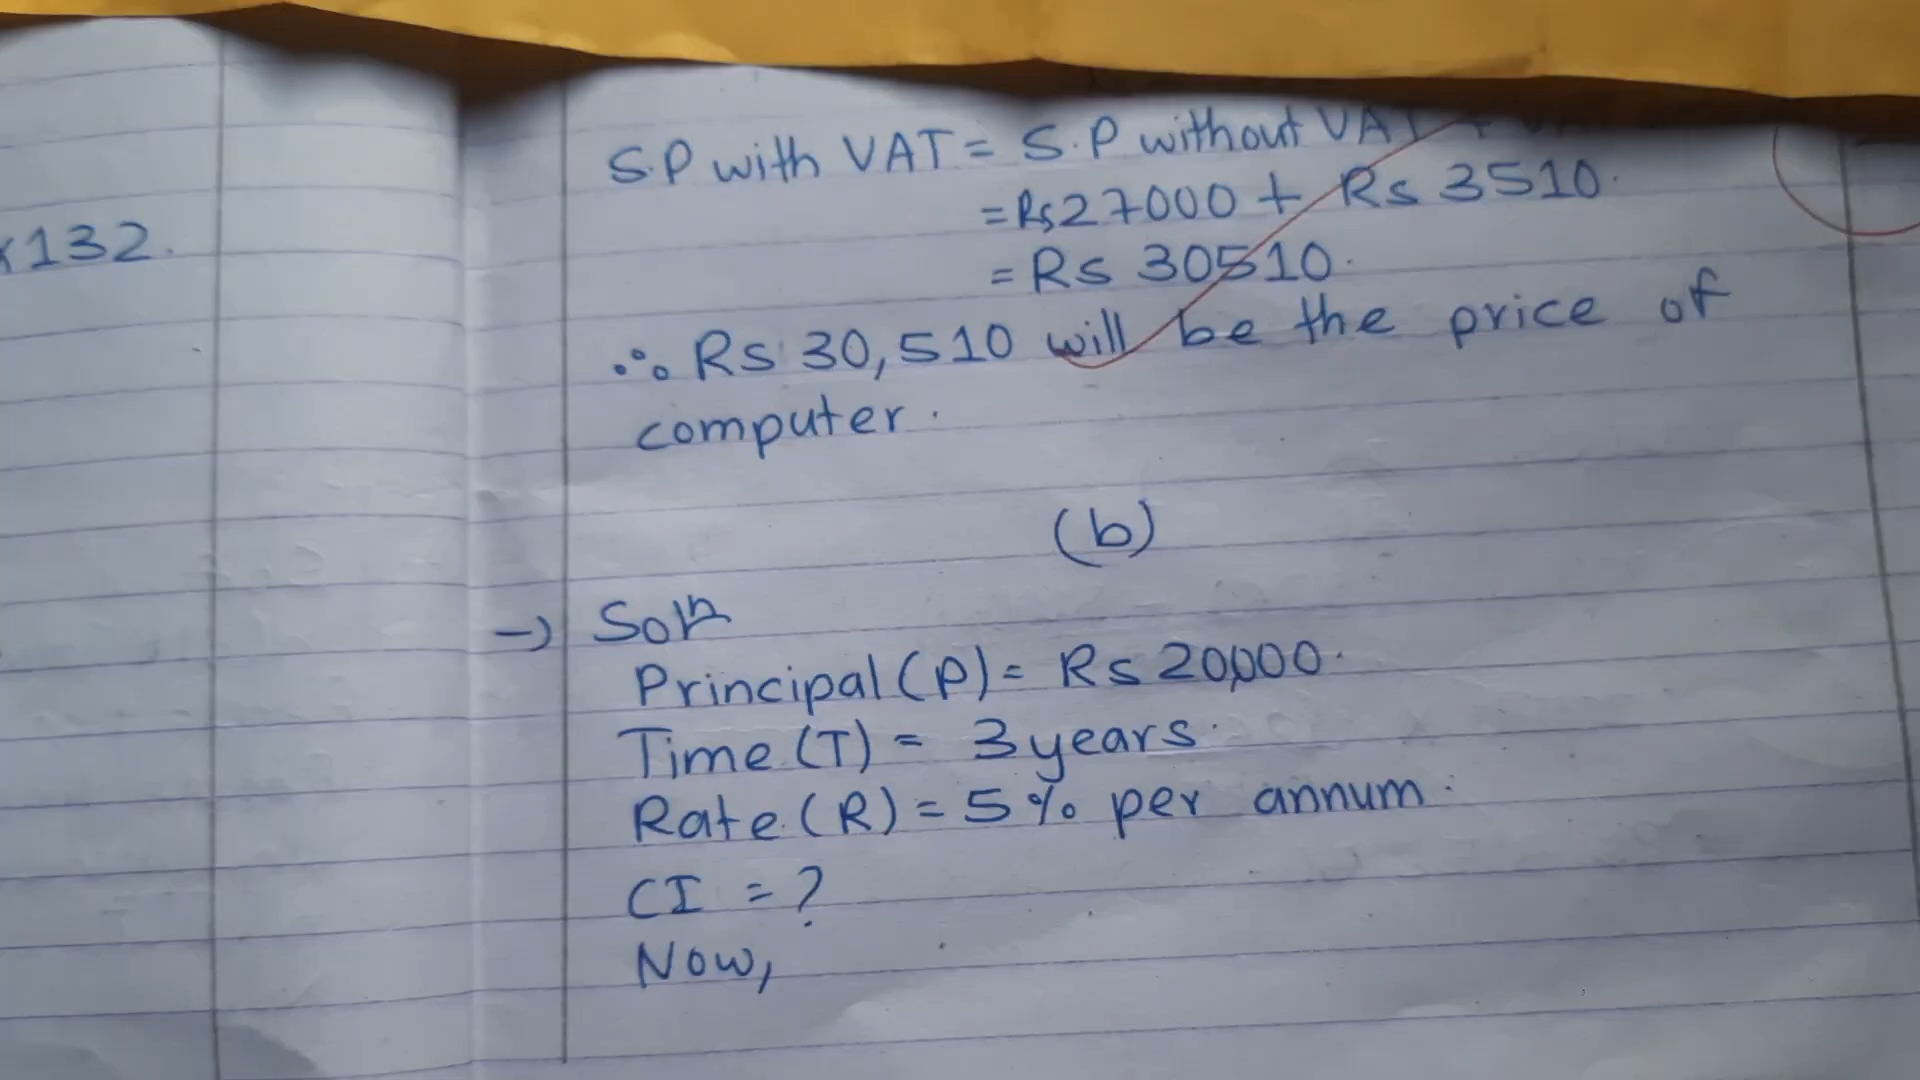 ×132.
S.P with VAT = S.P without VAT +
= Rs 27000 + Rs 3510.
= Rs 30510.
∴ Rs 30,510 will be the price of
computer.
(b)
→ Soln
Principal (P) = Rs 20,000.
Time (T) = 3 years.
Rate (R) = 5% per annum.
CI = ?
Now,